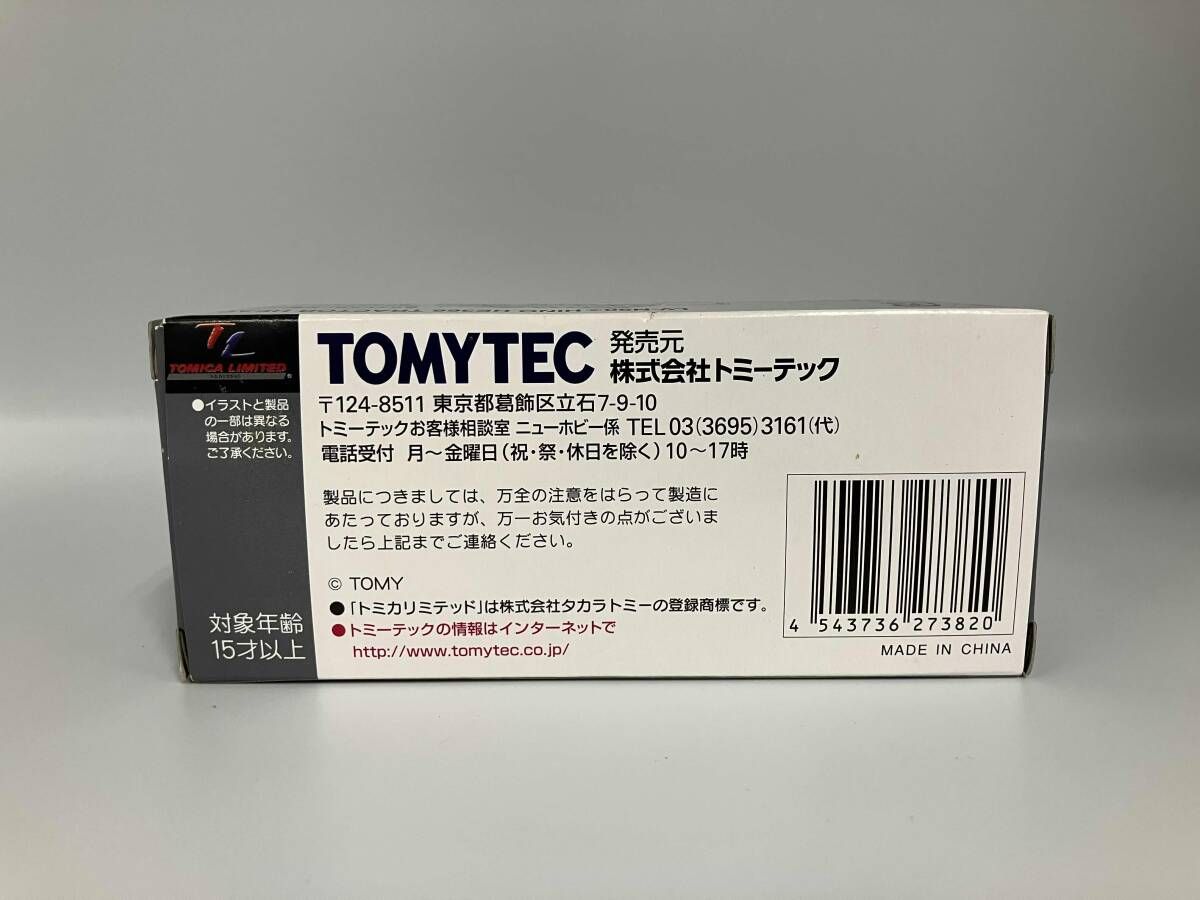 TL
TOMICA LIMITED
●イラストと製品
の一部は異なる
場合があります。
ご了承ください。
対象年齢
15才以上
TOMYTEC
発売元
株式会社トミーテック
〒124-8511 東京都葛飾区立石7-9-10
トミーテックお客様相談室 ニューホビー係 TEL 03(3695)3161(代)
電話受付 月～金曜日(祝・祭・休日を除く)10～17時
製品につきましては、万全の注意をはらって製造に
あたっておりますが、万一お気付きの点がございま
したら上記までご連絡ください。
© TOMY
●「トミカリミテッド」は株式会社タカラトミーの登録商標です。
●トミーテックの情報はインターネットで
http://www.tomytec.co.jp/
4 543736 273820
MADE IN CHINA